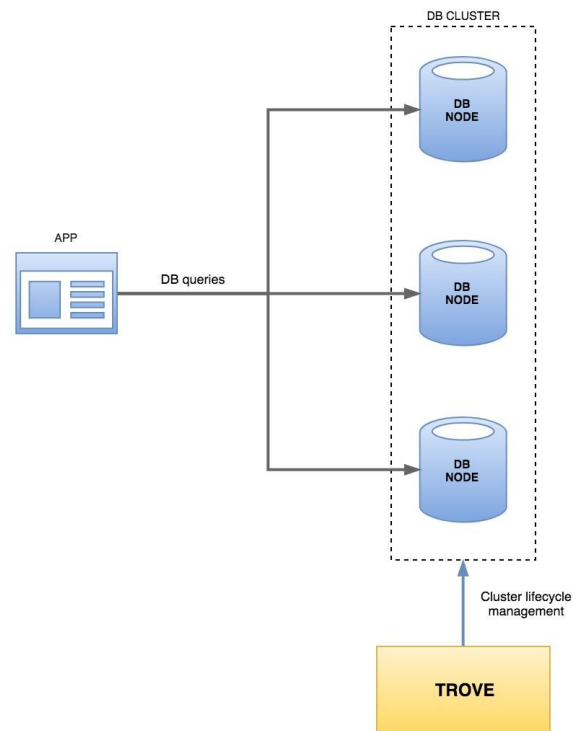 DB CLUSTER
DB
NODE
APP
DB queries
DB
NODE
DB
NODE
Cluster lifecycle
management
TROVE